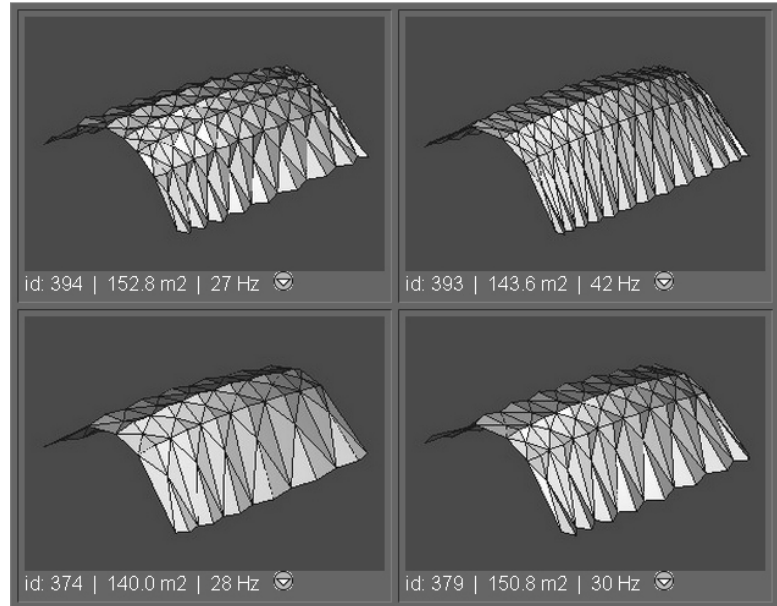 id: 394 | 152.8 m2 | 27 Hz
id: 393 | 143.6 m2 | 42 Hz
id: 374 | 140.0 m2 | 28 Hz
id: 379 | 150.8 m2 | 30 Hz